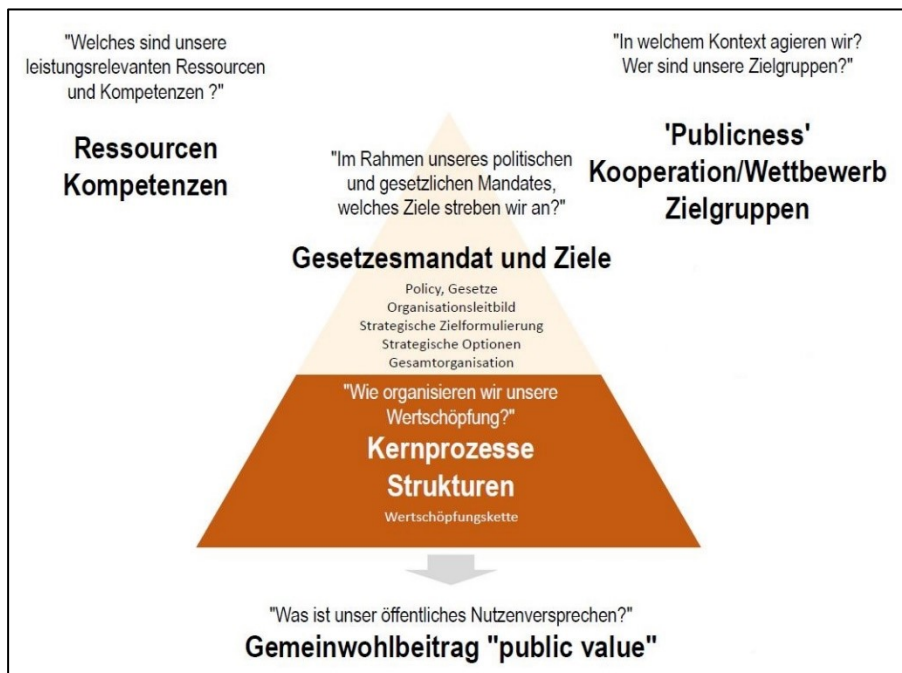 "Welches sind unsere
leistungsrelevanten Ressourcen
und Kompetenzen ?"
Ressourcen
Kompetenzen
"In welchem Kontext agieren wir?
Wer sind unsere Zielgruppen?"
'Publicness'
Kooperation/Wettbewerb
Zielgruppen
"Im Rahmen unseres politischen
und gesetzlichen Mandates,
welches Ziele streben wir an?"
Gesetzesmandat und Ziele
Policy, Gesetze
Organisationsleitbild
Strategische Zielformulierung
Strategische Optionen
Gesamtorganisation
"Wie organisieren wir unsere
Wertschöpfung?"
Kernprozesse
Strukturen
Wertschöpfungskette
"Was ist unser öffentliches Nutzenversprechen?"
Gemeinwohlbeitrag "public value"